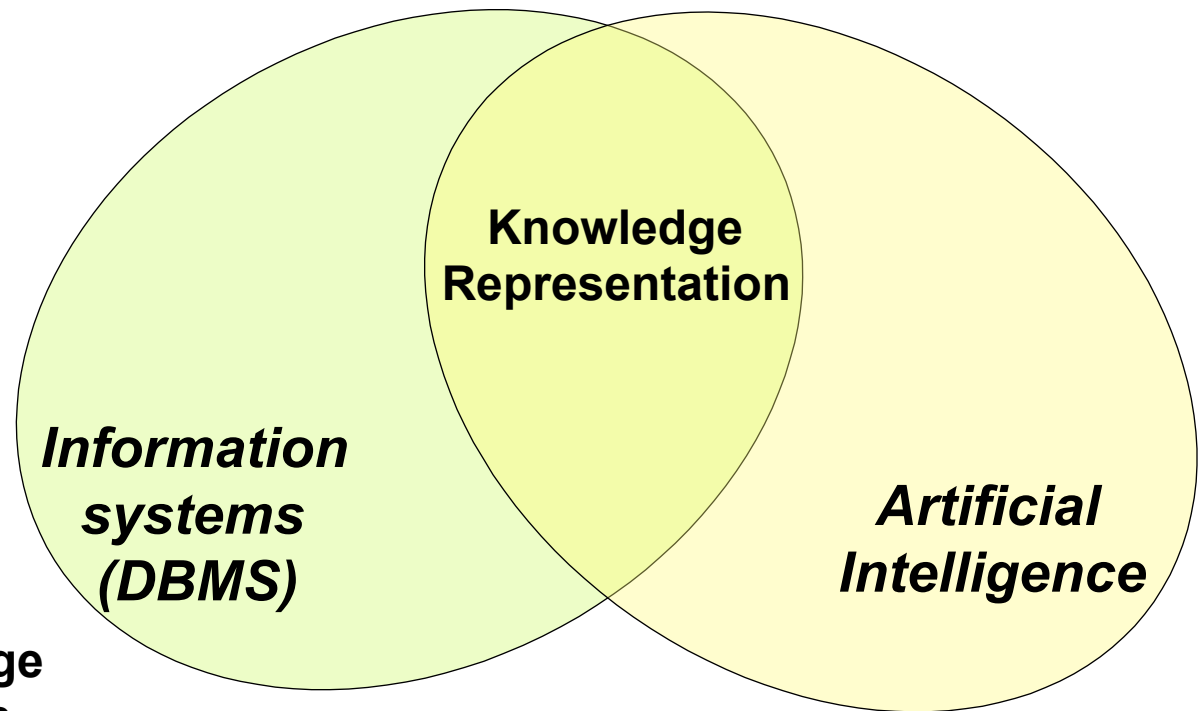 Knowledge
Representation
Information
systems
(DBMS)
Artificial
Intelligence
ge